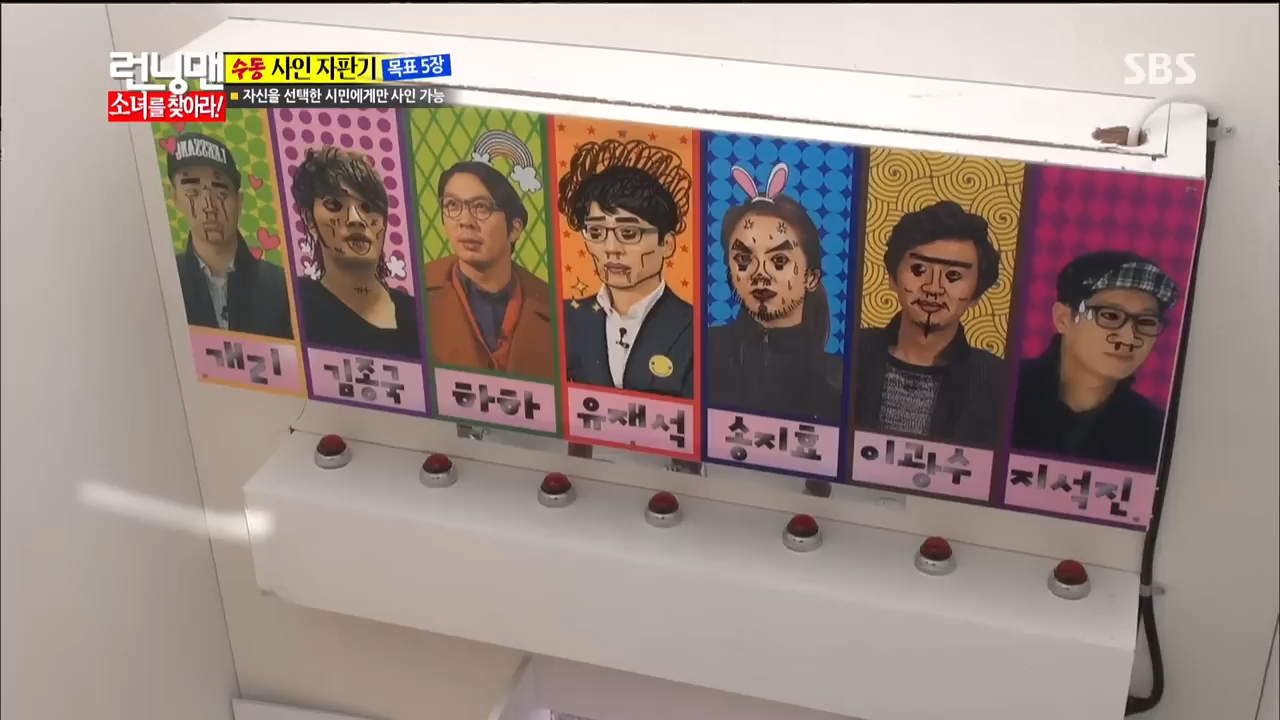 런닝맨
소녀를 찾아라!
수동 사인 자판기 목표 5장
자신을 선택한 시민에게만 사인 가능
SBS
개리
김종국
하하
유재석
송지효
이광수
지석진